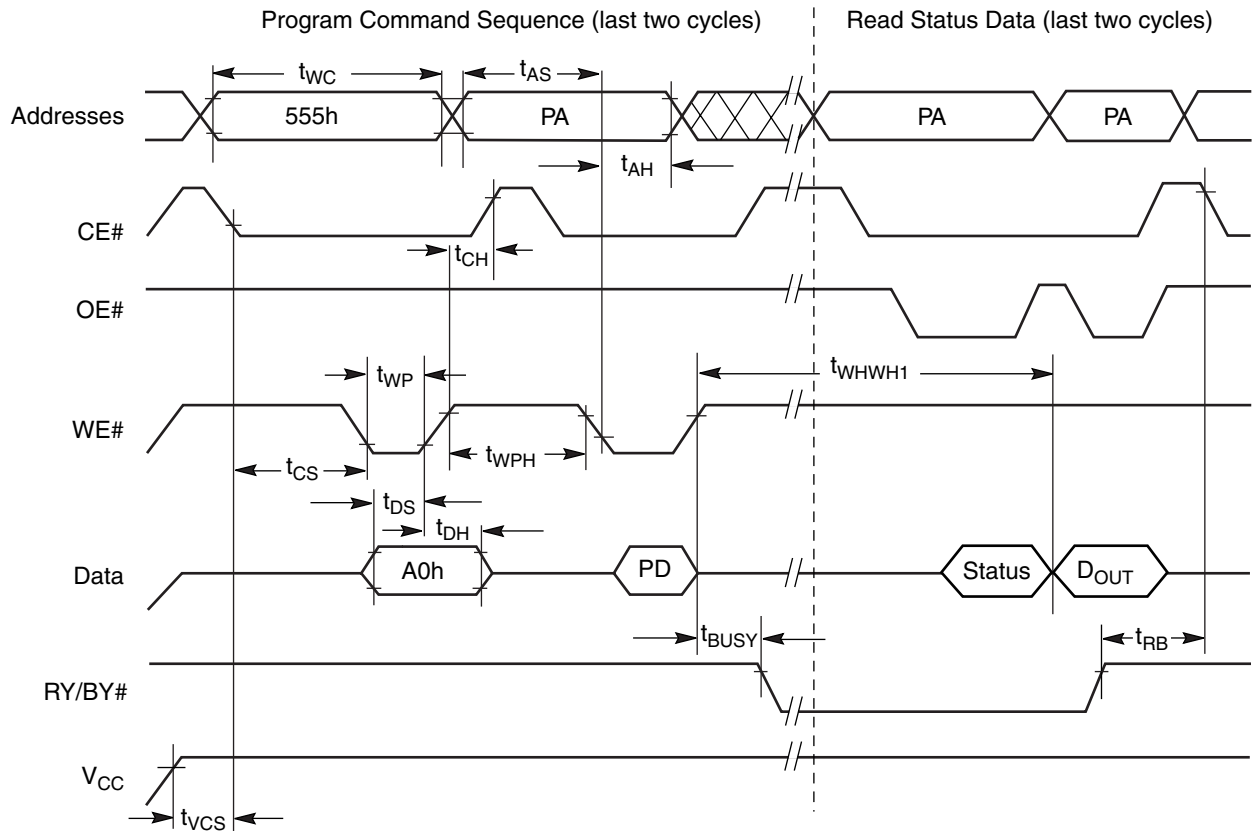 Program Command Sequence (last two cycles)
Read Status Data (last two cycles)
tWC
tAS
Addresses
555h
PA
PA
PA
tAH
CE#
tCH
OE#
tWP
tWHWH1
WE#
tCS
tWPH
tDS
tDH
Data
A0h
PD
Status
DOUT
tBUSY
tRB
RY/BY#
VCC
tVCS